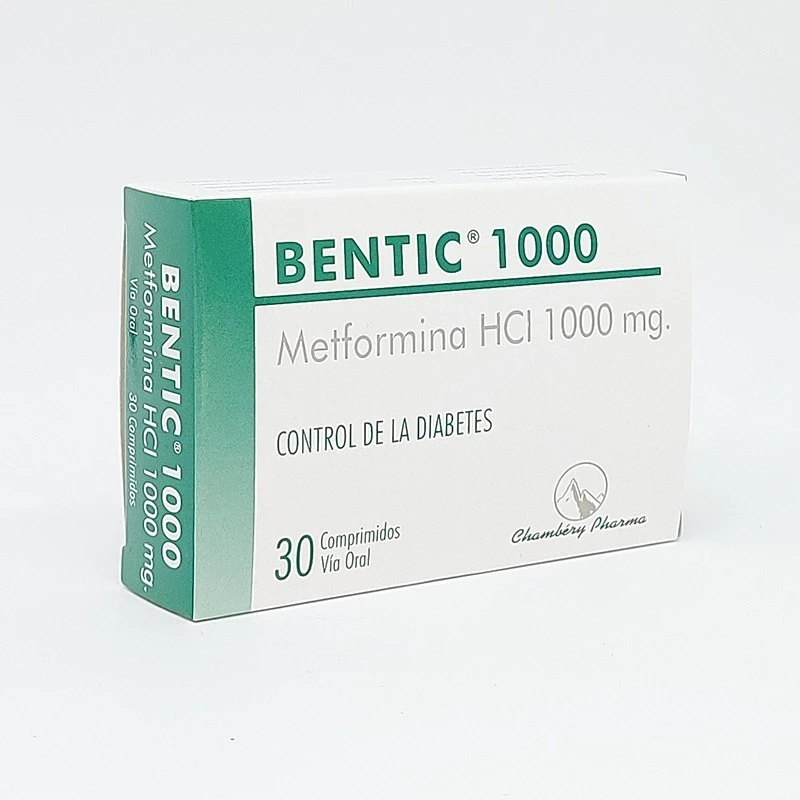 BENTIC® 1000
Metformina HCl 1000 mg.
CONTROL DE LA DIABETES
30 Comprimidos
Vía Oral
Chambéry Pharma
BENTIC® 1000
Metformina HCl 1000 mg.
Vía Oral
30 Comprimidos